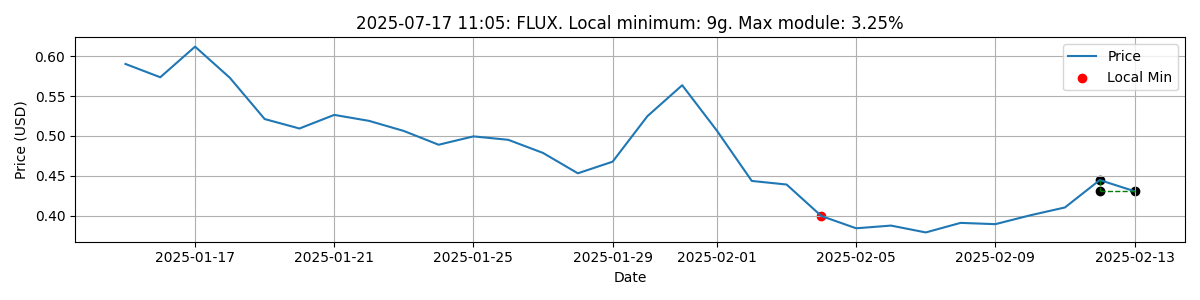 2025-07-17 11:05: FLUX. Local minimum: 9g. Max module: 3.25%
Price
Local Min
Price (USD)
0.60
0.55
0.50
0.45
0.40
2025-01-17 2025-01-21 2025-01-25 2025-01-29 2025-02-01 2025-02-05 2025-02-09 2025-02-13
Date